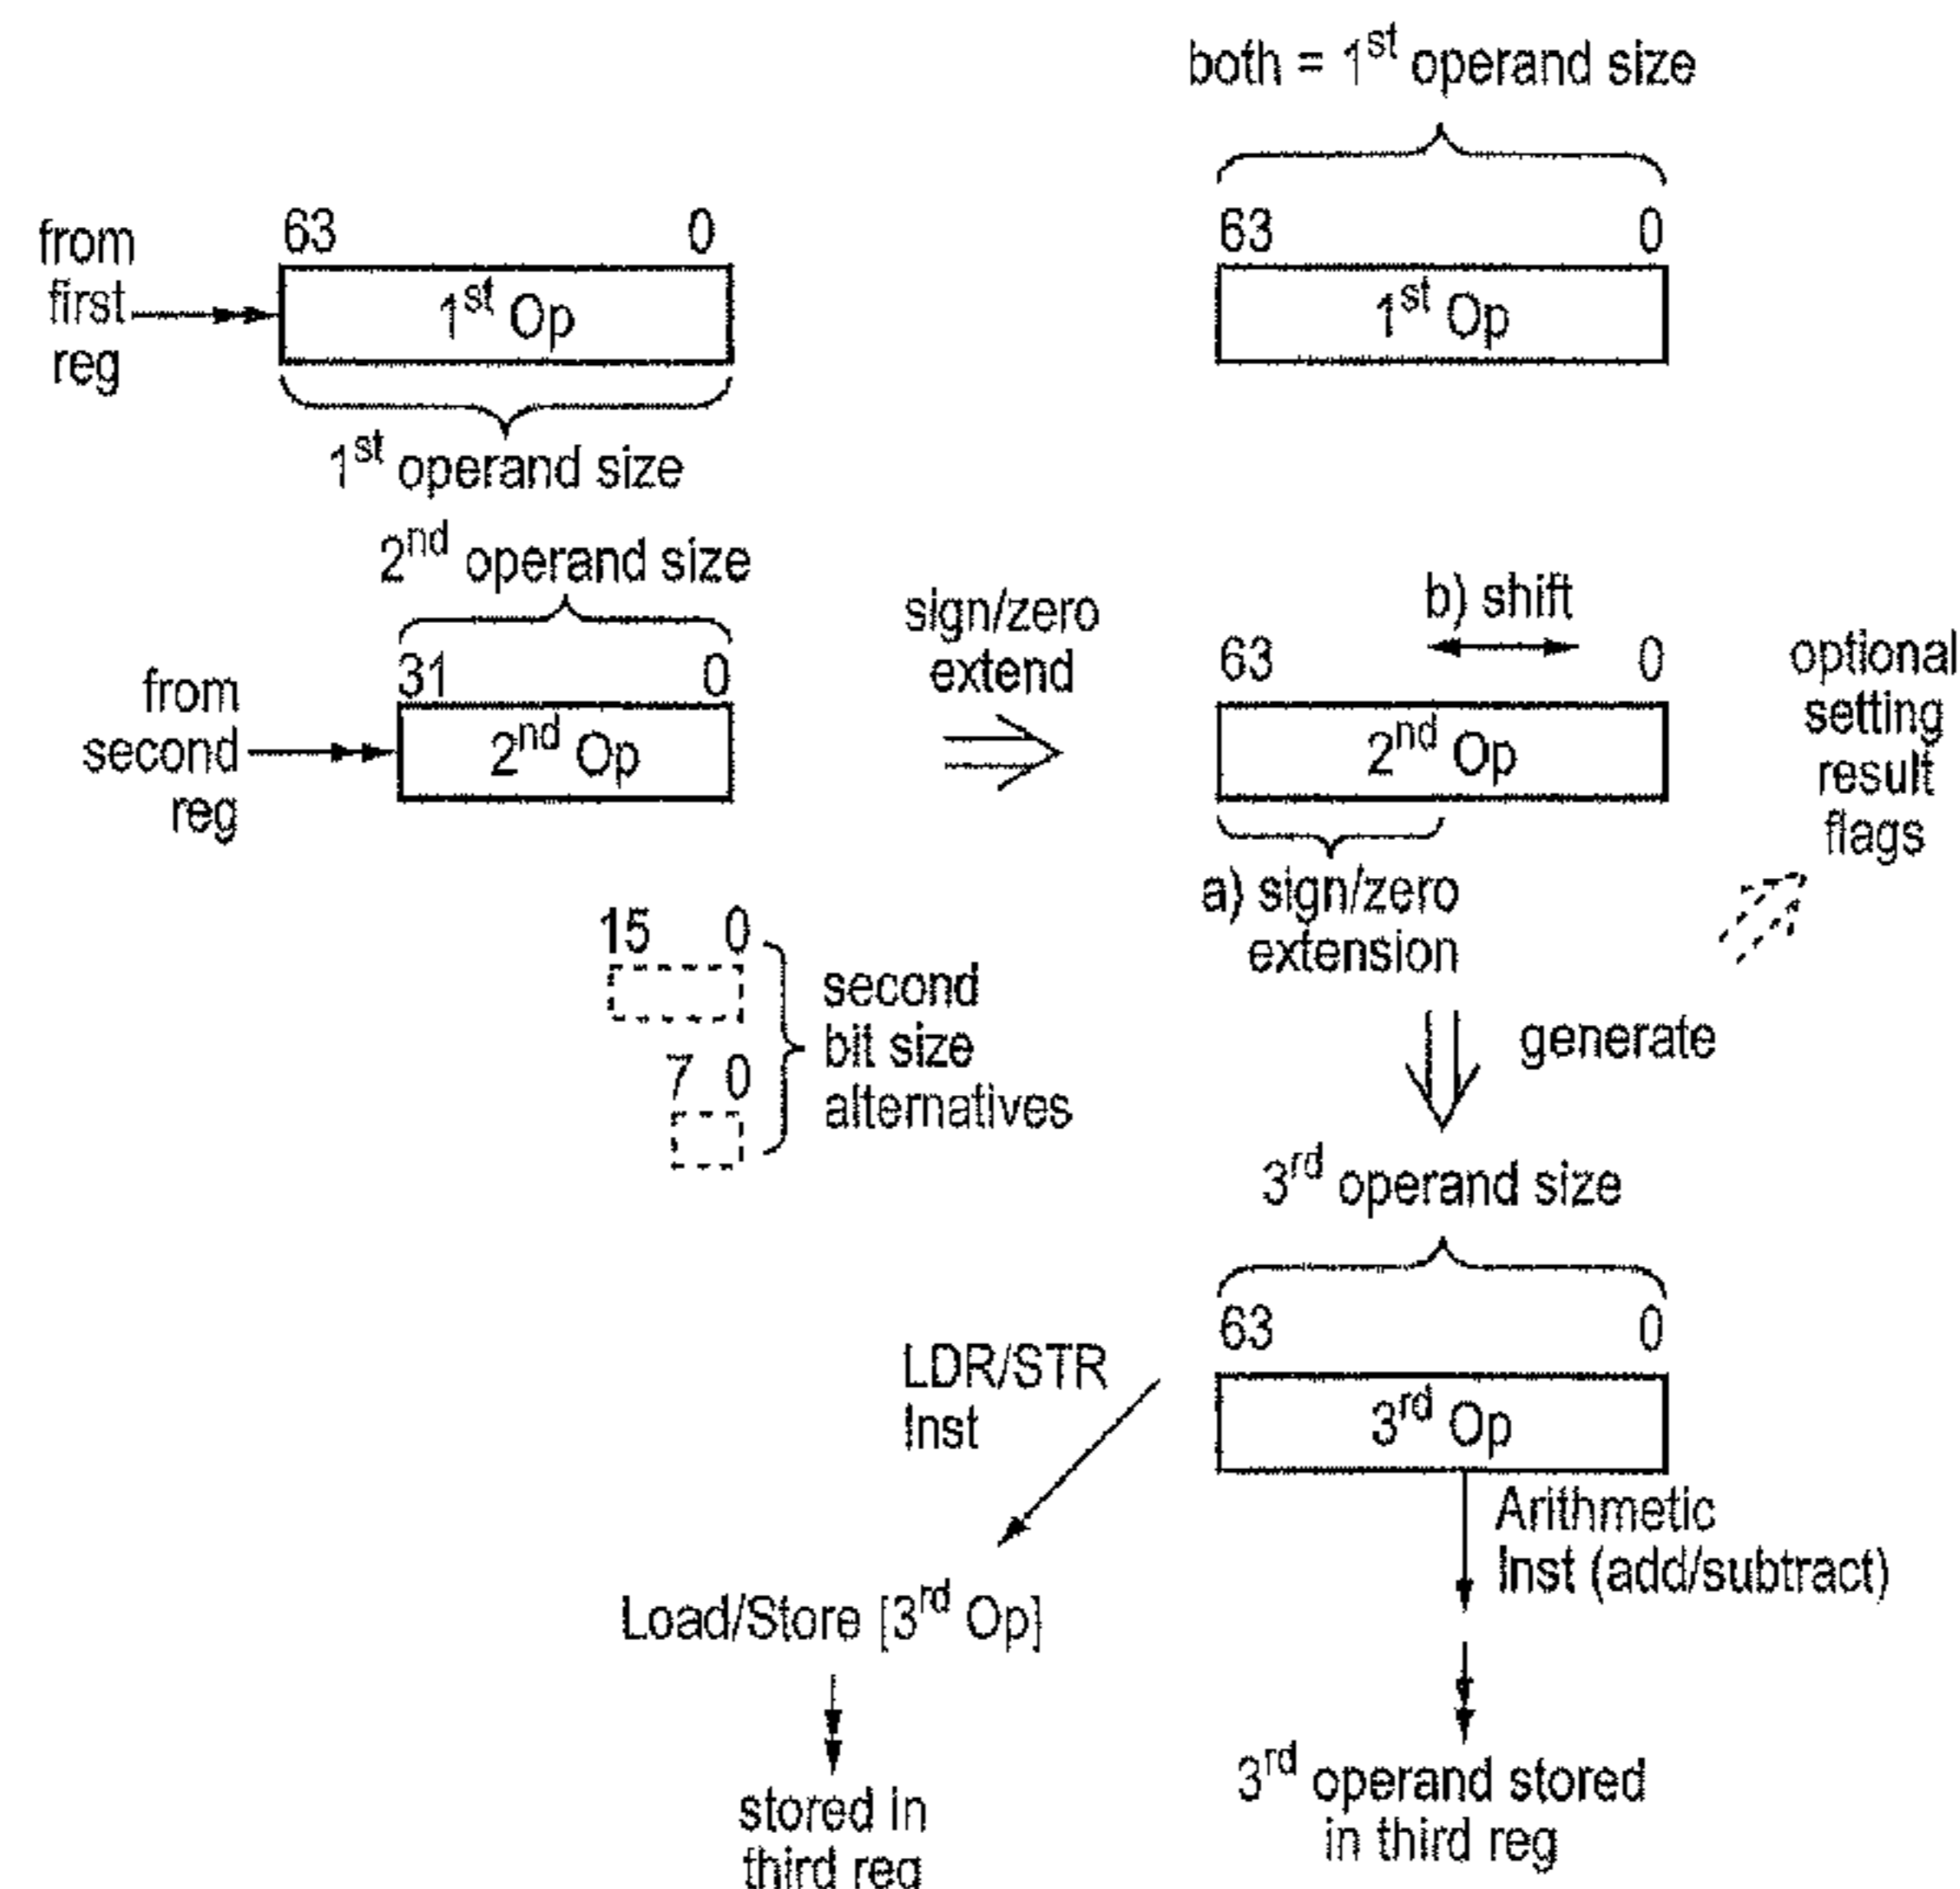 both = 1st operand size
63 0
from
first
reg
1st Op
1st operand size
63 0
1st Op
2nd operand size
31 0
from
second
reg
2nd Op
sign/zero
extend
b) shift
63 0
2nd Op
a) sign/zero
extension
optional
setting
result
flags
15 0
7 0
second
bit size
alternatives
generate
3rd operand size
63 0
3rd Op
LDR/STR
Inst
Arithmetic
Inst (add/subtract)
Load/Store [3rd Op]
stored in
third reg
3rd operand stored
in third reg